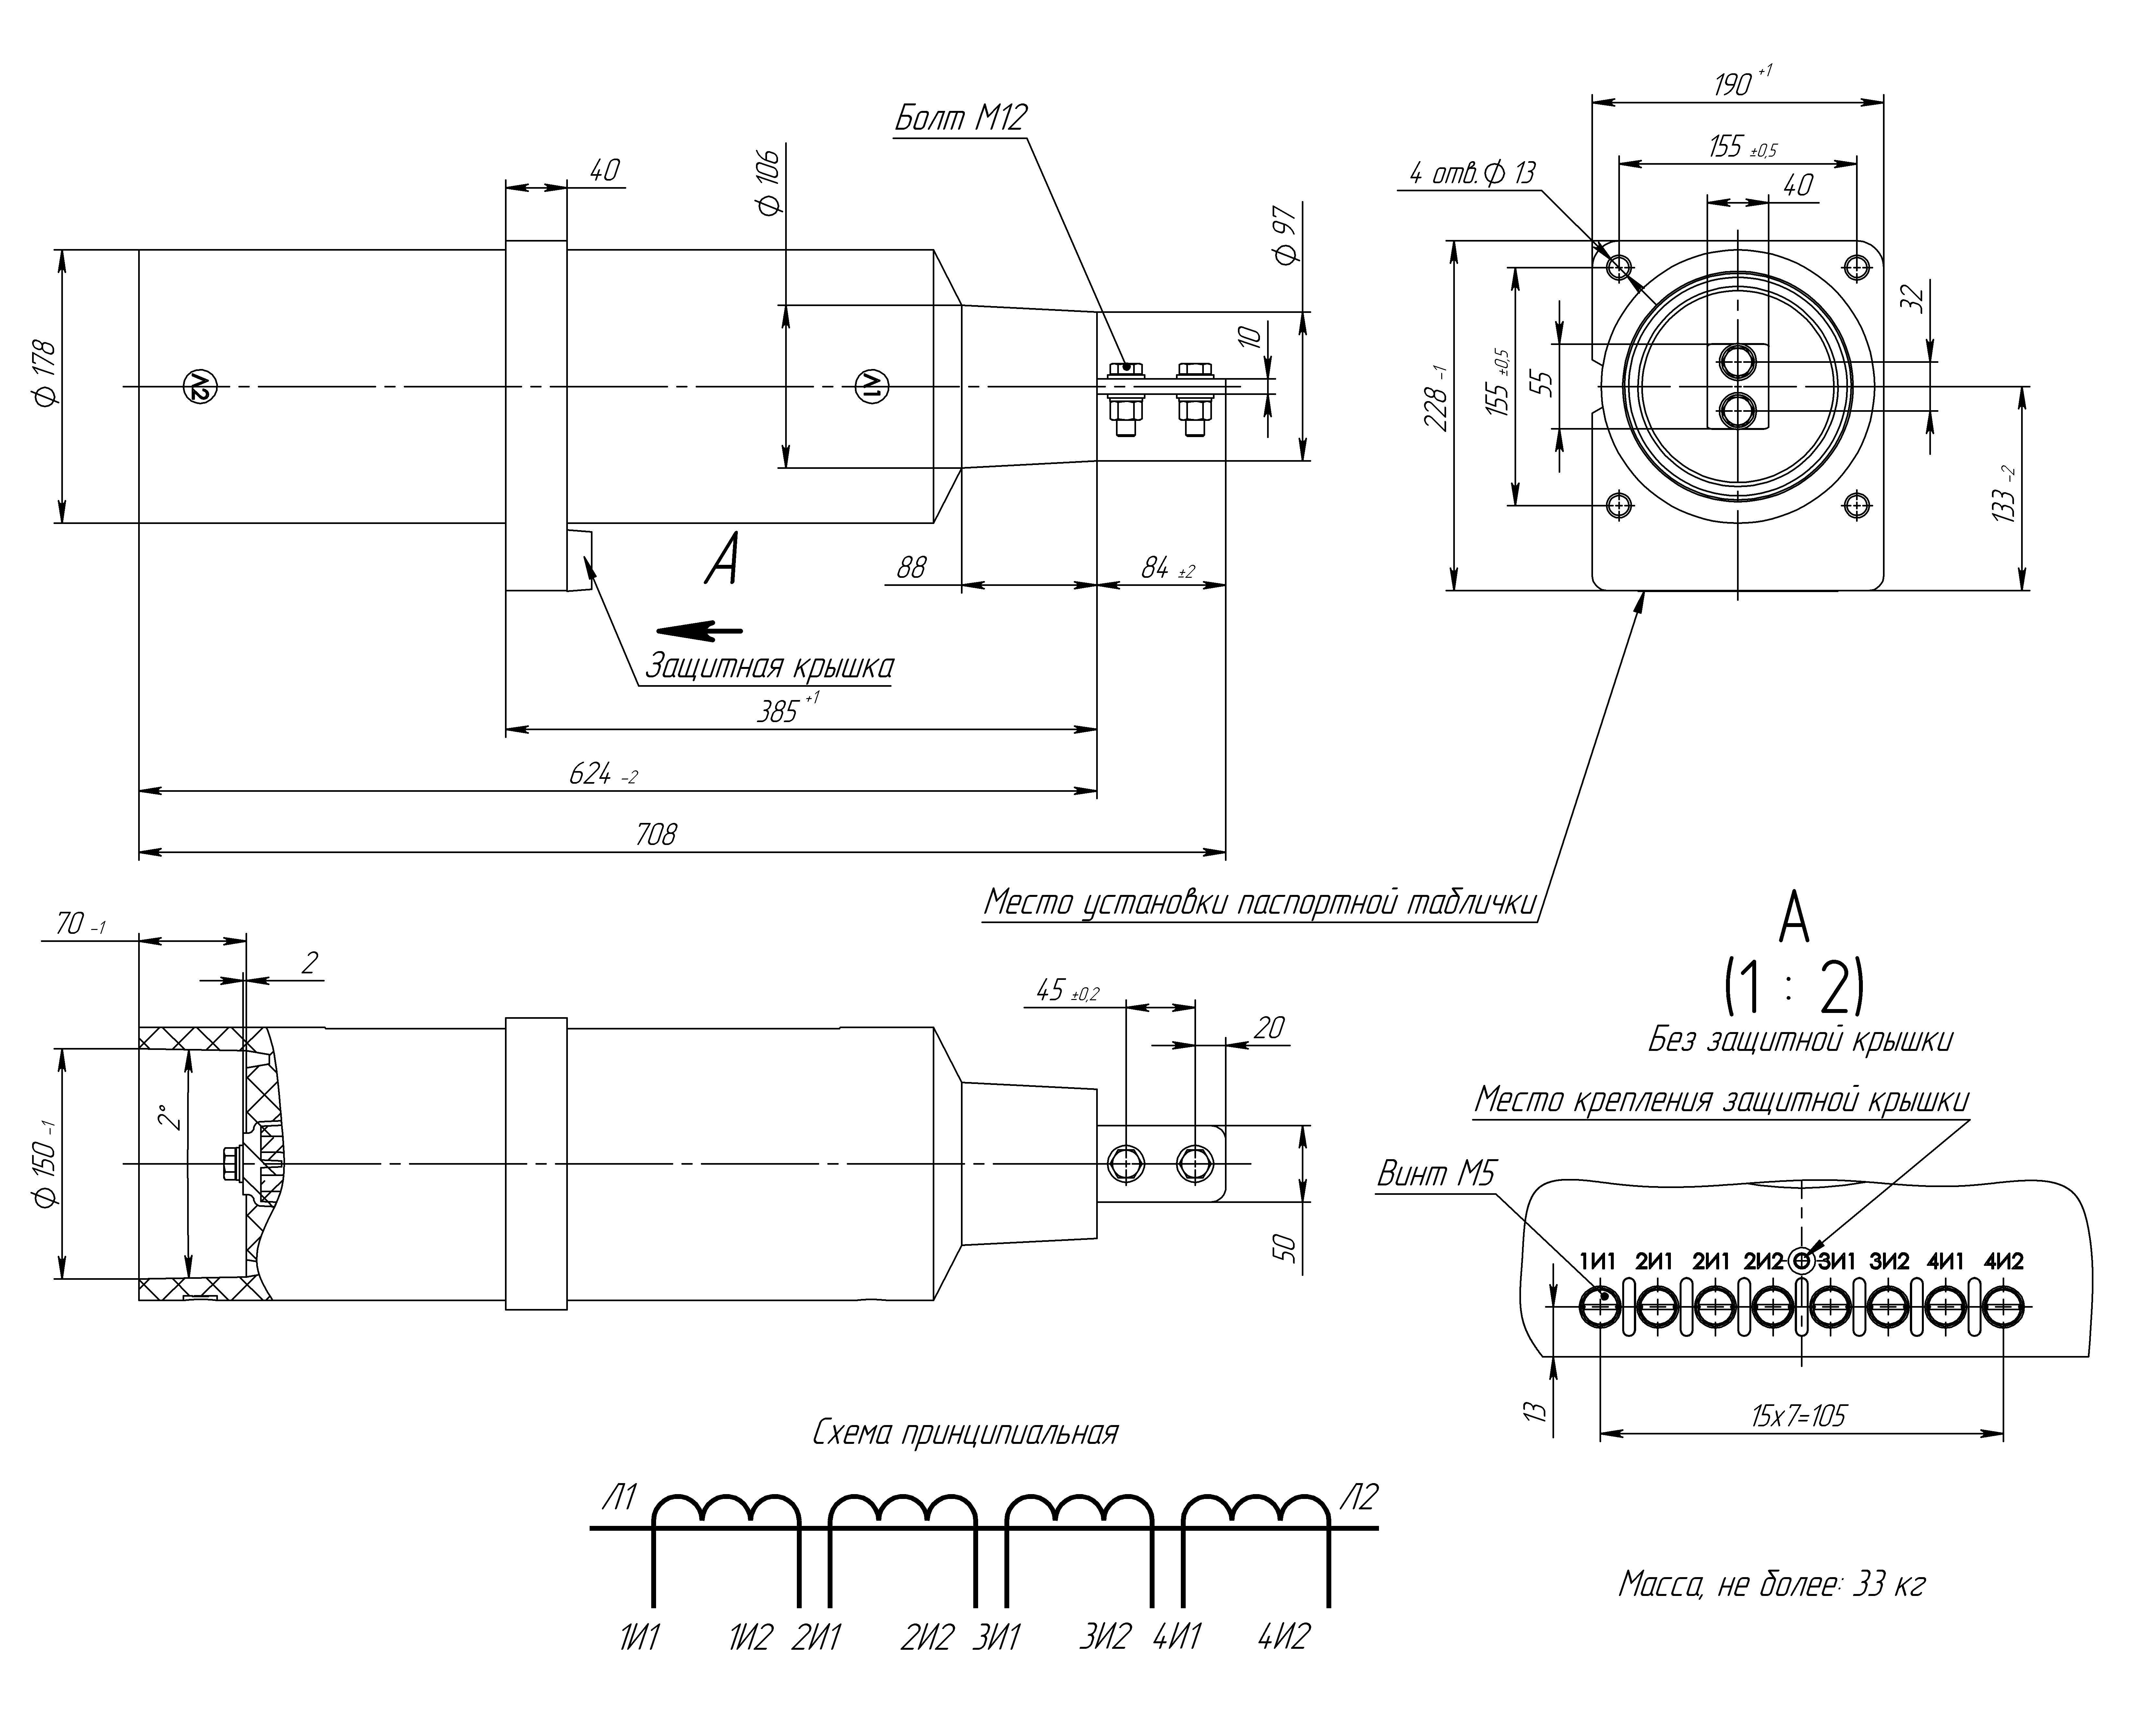 Болт М12
40
ϕ 106
ϕ 97
10
ϕ 178
Л2
Л1
А
88
84 ±2
Защитная крышка
385 +1
624 -2
708
190 +1
155 ±0,5
4 отв. ϕ 13
40
32
228 -1
155 ±0,5
55
133 -2
Место установки паспортной таблички
70 -1
2
ϕ 150 -1
2°
45 ±0,2
20
50
А
(1 : 2)
Без защитной крышки
Место крепления защитной крышки
Винт М5
1И1 2И1 2И1 2И2 3И1 3И2 4И1 4И2
13
15х7=105
Схема принципиальная
Л1 Л2
1И1 1И2 2И1 2И2 3И1 3И2 4И1 4И2
Масса, не более: 33 кг